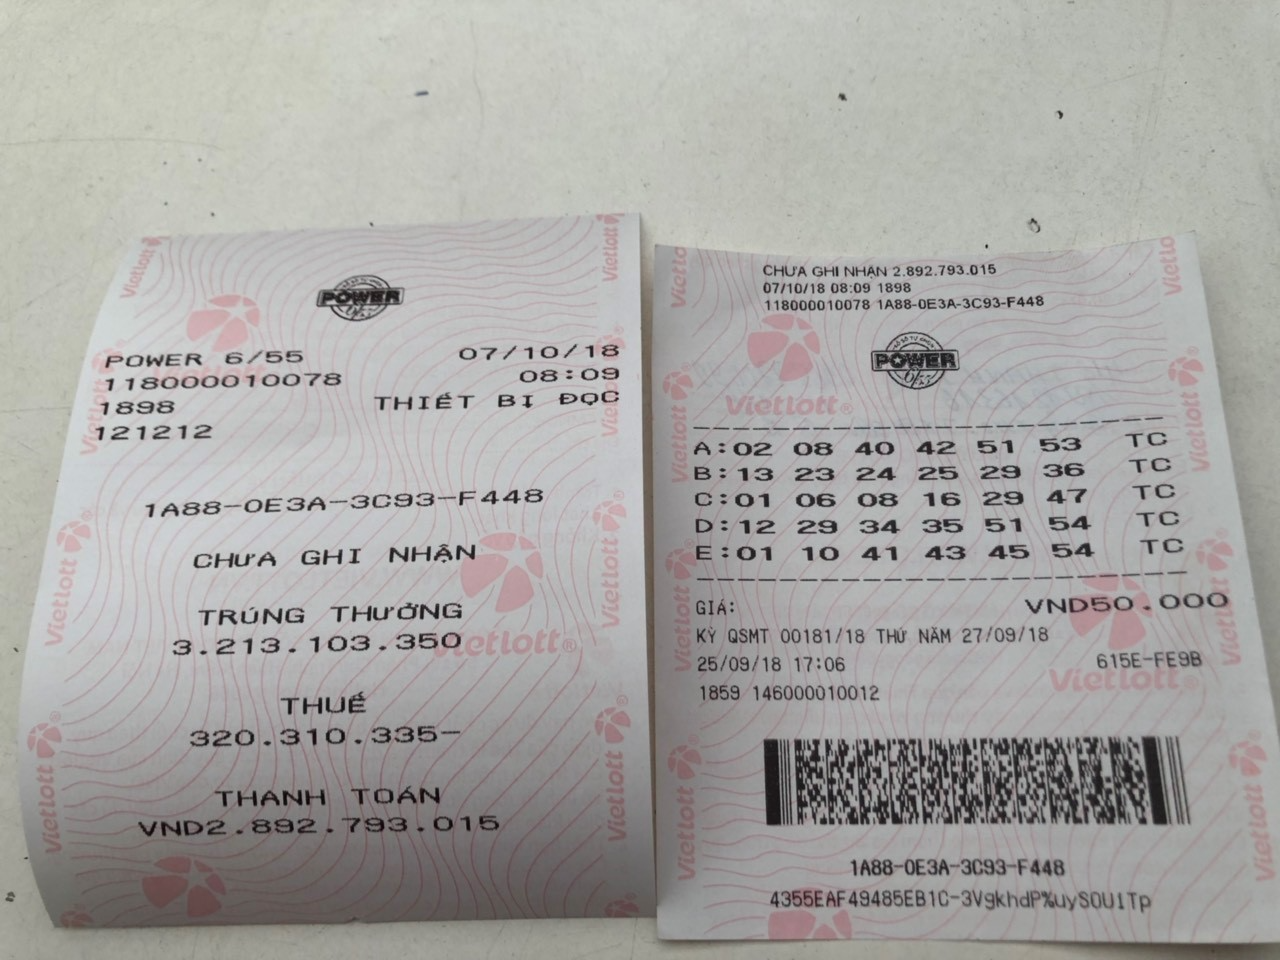 POWER
6/55
POWER 6/55 07/10/18
118000010078 08:09
1898 THIẾT BỊ ĐỌC
121212
1A88-0E3A-3C93-F448
CHƯA GHI NHẬN
TRÚNG THƯỞNG
3.213.103.350
THUẾ
320.310.335-
THANH TOÁN
VND2.892.793.015
Vietlott
CHƯA GHI NHẬN 2.892.793.015
07/10/18 08:09 1898
118000010078 1A88-0E3A-3C93-F448
POWER
6/55
Vietlott
A:02 08 40 42 51 53 TC
B:13 23 24 25 29 36 TC
C:01 06 08 16 29 47 TC
D:12 29 34 35 51 54 TC
E:01 10 41 43 45 54 TC
GIÁ: VND50.000
KỲ QSMT 00181/18 THỨ NĂM 27/09/18
25/09/18 17:06 615E-FE9B
1859 146000010012
Vietlott
1A88-0E3A-3C93-F448
4355EAF49485EB1C-3VgkhdP%uySOU1Tp